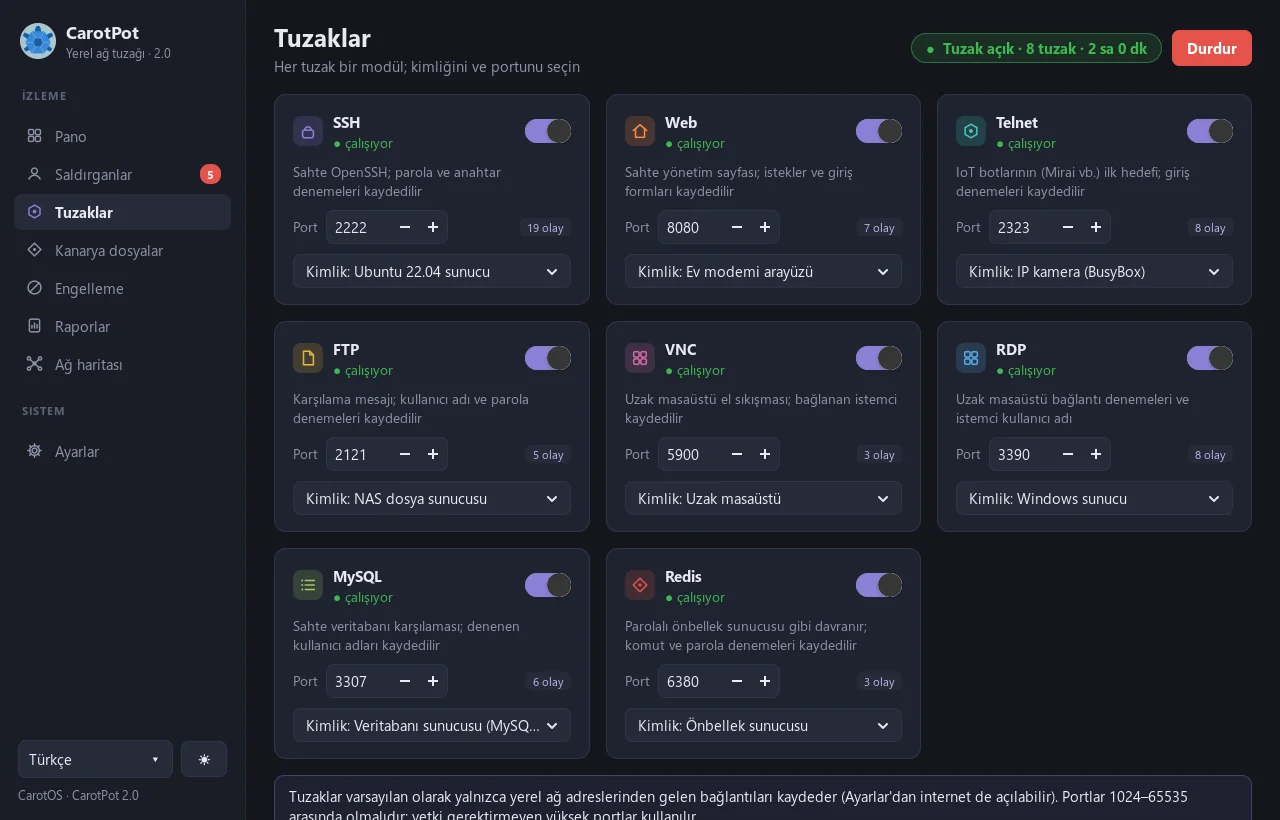 CarotPot
Yerel ağ tuzağı · 2.0
İZLEME
Pano
Saldırganlar
5
Tuzaklar
Kanarya dosyalar
Engelleme
Raporlar
Ağ haritası
SISTEM
Ayarlar
Türkçe
CarotOS · CarotPot 2.0
Tuzaklar
Her tuzak bir modül; kimliğini ve portunu seçin
● Tuzak açık · 8 tuzak · 2 sa 0 dk
Durdur
SSH
● çalışıyor
Sahte OpenSSH; parola ve anahtar
denemeleri kaydedilir
Port 2222 − +
19 olay
Kimlik: Ubuntu 22.04 sunucu
Web
● çalışıyor
Sahte yönetim sayfası; istekler ve giriş
formları kaydedilir
Port 8080 − +
7 olay
Kimlik: Ev modemi arayüzü
Telnet
● çalışıyor
IoT botlarının (Mirai vb.) ilk hedefi; giriş
denemeleri kaydedilir
Port 2323 − +
8 olay
Kimlik: IP kamera (BusyBox)
FTP
● çalışıyor
Karşılama mesajı; kullanıcı adı ve parola
denemeleri kaydedilir
Port 2121 − +
5 olay
Kimlik: NAS dosya sunucusu
VNC
● çalışıyor
Uzak masaüstü el sıkışması; bağlanan istemci
kaydedilir
Port 5900 − +
3 olay
Kimlik: Uzak masaüstü
RDP
● çalışıyor
Uzak masaüstü bağlantı denemeleri ve
istemci kullanıcı adı
Port 3390 − +
8 olay
Kimlik: Windows sunucu
MySQL
● çalışıyor
Sahte veritabanı karşılaması; denenen
kullanıcı adları kaydedilir
Port 3307 − +
6 olay
Kimlik: Veritabanı sunucusu (MySQ...
Redis
● çalışıyor
Parolalı önbellek sunucusu gibi davranır;
komut ve parola denemeleri kaydedilir
Port 6380 − +
3 olay
Kimlik: Önbellek sunucusu
Tuzaklar varsayılan olarak yalnızca yerel ağ adreslerinden gelen bağlantıları kaydeder (Ayarlar'dan internet de açılabilir). Portlar 1024–65535
arasında olmalıdır; yetki gerektirmeyen yüksek portlar kullanılır.